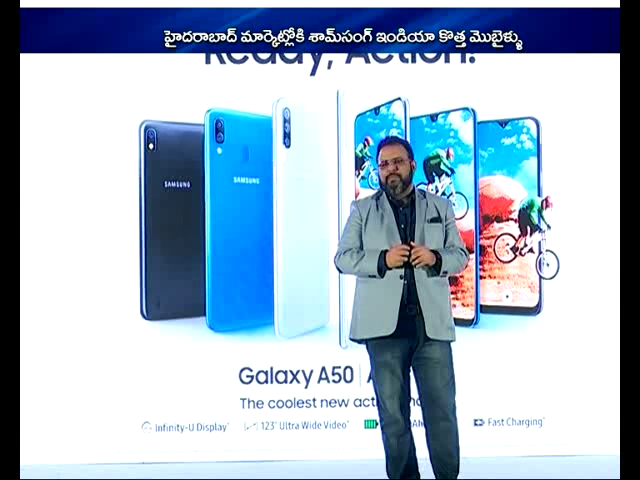 హైదరాబాద్ మార్కెట్లోకి శామ్‌సంగ్ ఇండియా కొత్త మొబైళ్ళు
Ready, Action!
SAMSUNG
SAMSUNG
Galaxy A50 | A
The coolest new
Infinity-U Display* 123° Ultra Wide Video* Fast Charging*